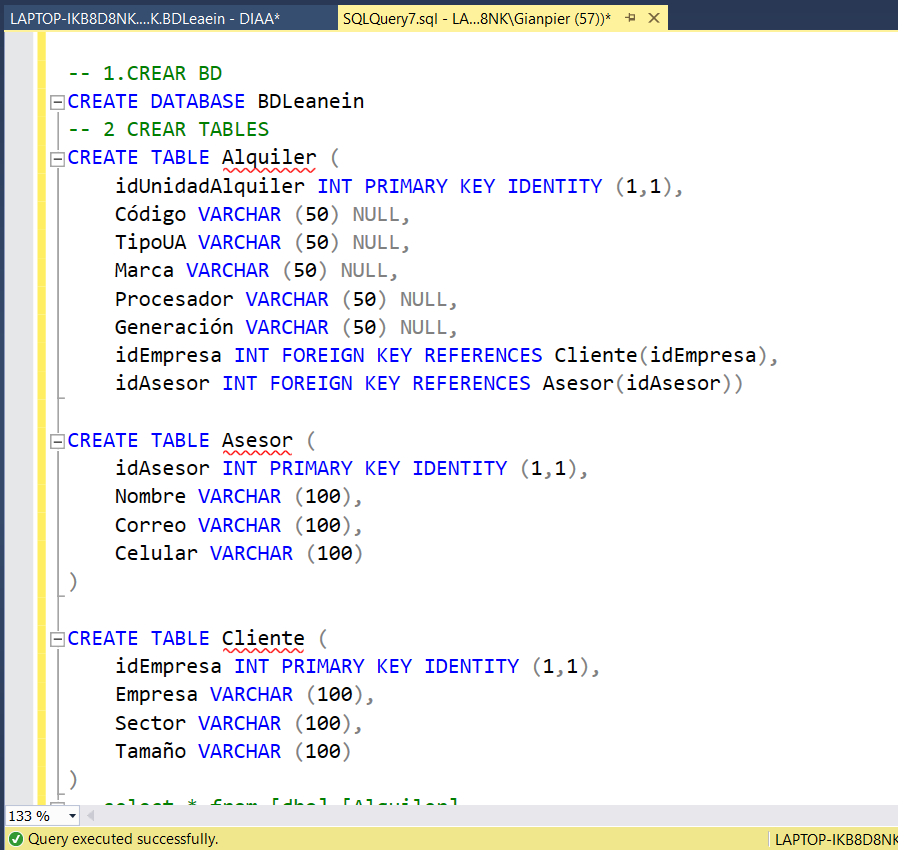 LAPTOP-IKB8D8NK....K.BDLeaein - DIAA*
SQLQuery7.sql - LA...8NK\Gianpier (57))*
-- 1.CREAR BD
CREATE DATABASE BDLeanein
-- 2 CREAR TABLES
CREATE TABLE Alquiler (
idUnidadAlquiler INT PRIMARY KEY IDENTITY (1,1),
Código VARCHAR (50) NULL,
TipoUA VARCHAR (50) NULL,
Marca VARCHAR (50) NULL,
Procesador VARCHAR (50) NULL,
Generación VARCHAR (50) NULL,
idEmpresa INT FOREIGN KEY REFERENCES Cliente(idEmpresa),
idAsesor INT FOREIGN KEY REFERENCES Asesor(idAsesor))
CREATE TABLE Asesor (
idAsesor INT PRIMARY KEY IDENTITY (1,1),
Nombre VARCHAR (100),
Correo VARCHAR (100),
Celular VARCHAR (100)
)
CREATE TABLE Cliente (
idEmpresa INT PRIMARY KEY IDENTITY (1,1),
Empresa VARCHAR (100),
Sector VARCHAR (100),
Tamaño VARCHAR (100)
)
select * from [dbo].[Alquiler]
133 %
Query executed successfully.
LAPTOP-IKB8D8NK